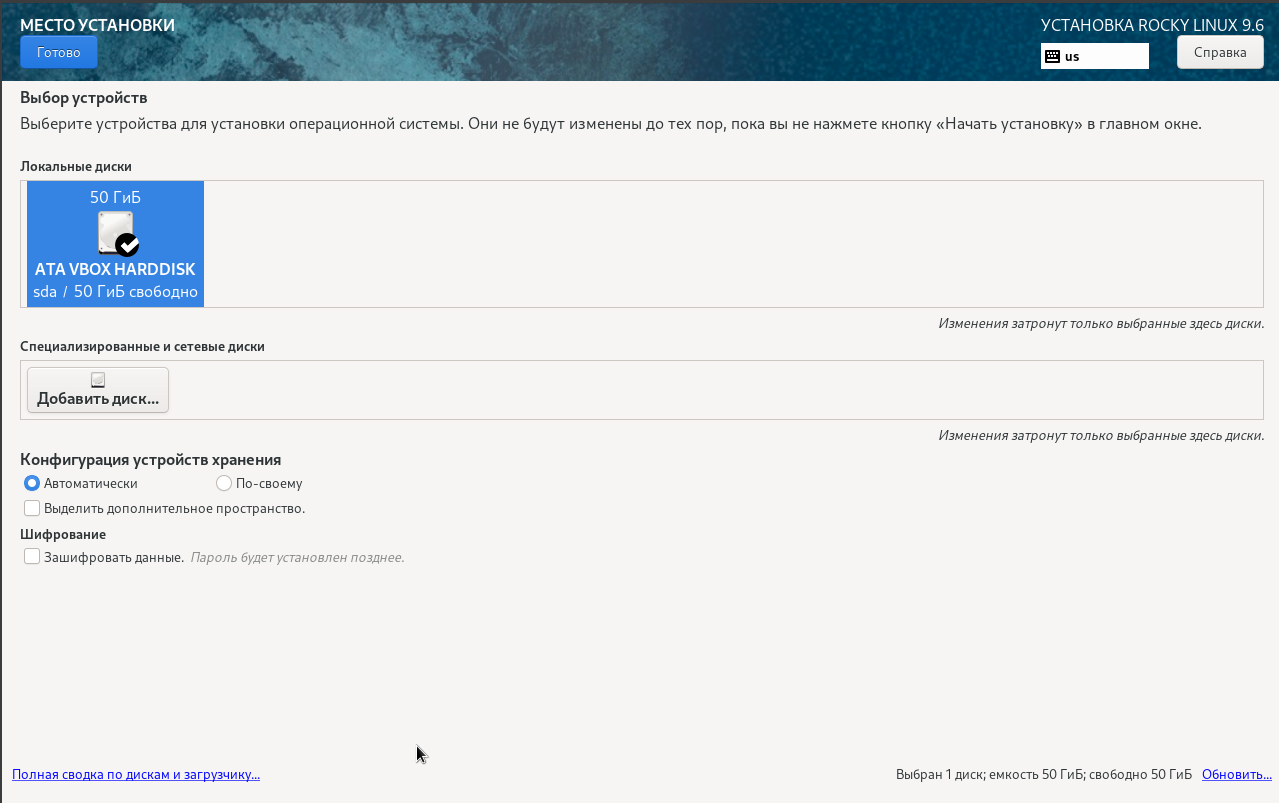 МЕСТО УСТАНОВКИ
УСТАНОВКА ROCKY LINUX 9.6
Готово
us
Справка
Выбор устройств
Выберите устройства для установки операционной системы. Они не будут изменены до тех пор, пока вы не нажмете кнопку «Начать установку» в главном окне.
Локальные диски
50 ГиБ
ATA VBOX HARDDISK
sda / 50 ГиБ свободно
Изменения затронут только выбранные здесь диски.
Специализированные и сетевые диски
Добавить диск...
Изменения затронут только выбранные здесь диски.
Конфигурация устройств хранения
Автоматически
По-своему
Выделить дополнительное пространство.
Шифрование
Зашифровать данные. Пароль будет установлен позднее.
Полная сводка по дискам и загрузчику...
Выбран 1 диск; емкость 50 ГиБ; свободно 50 ГиБ
Обновить...